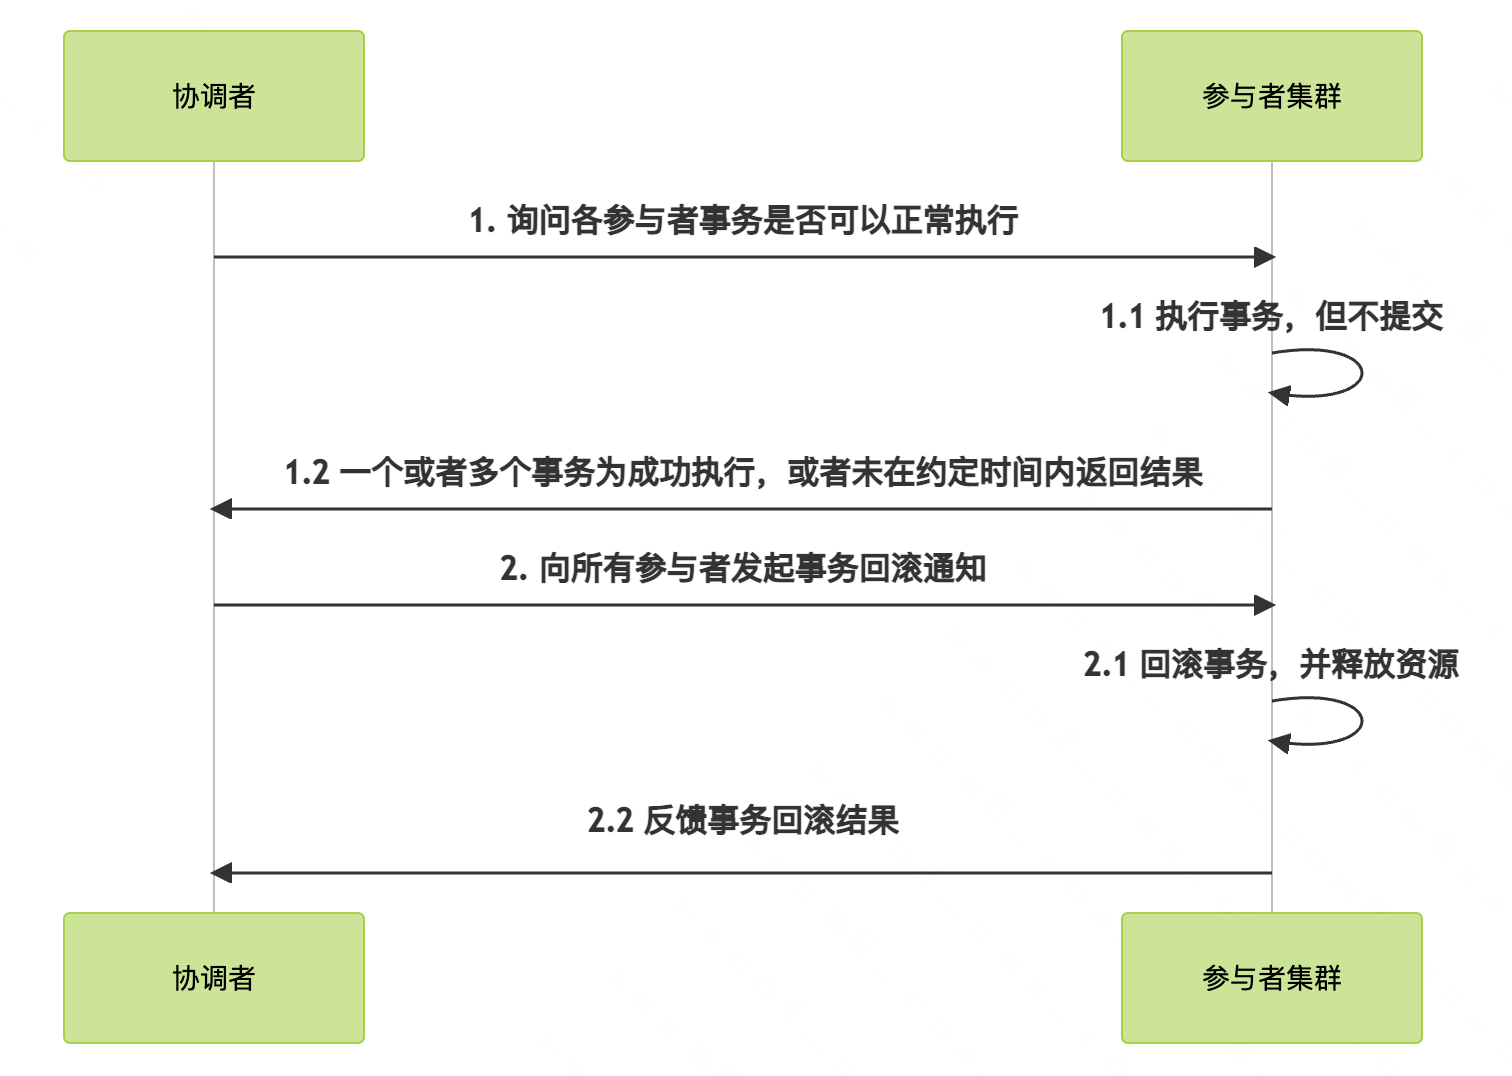 协调者
参与者集群
1. 询问各参与者事务是否可以正常执行
1.1 执行事务，但不提交
1.2 一个或者多个事务为成功执行，或者未在约定时间内返回结果
2. 向所有参与者发起事务回滚通知
2.1 回滚事务，并释放资源
2.2 反馈事务回滚结果
协调者
参与者集群